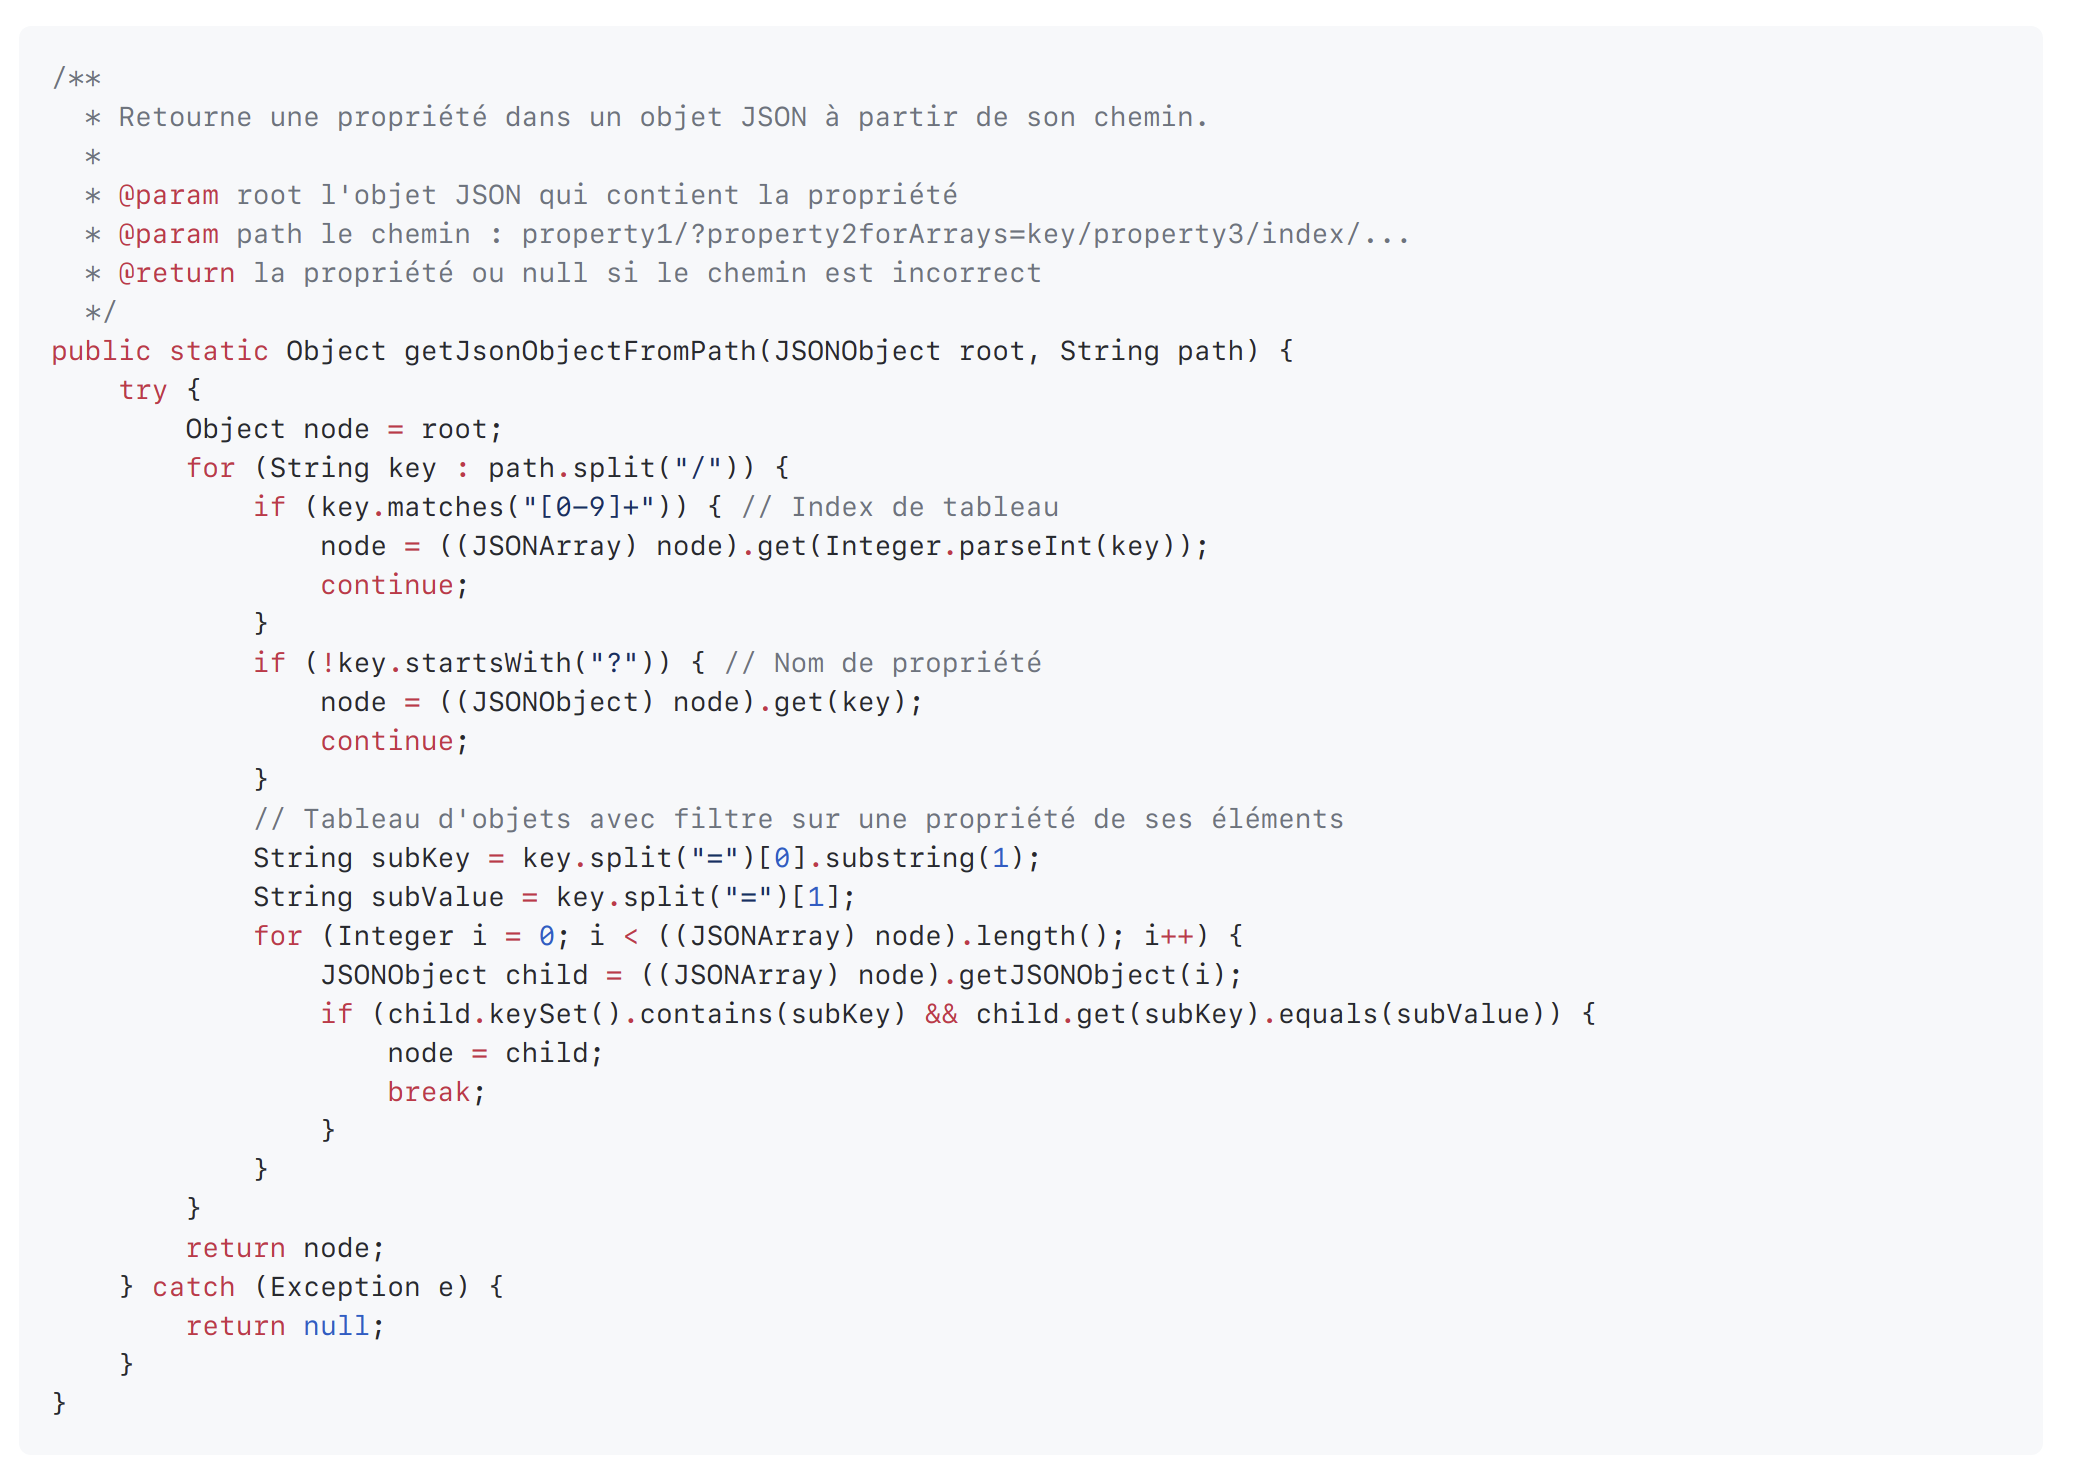 /**
  * Retourne une propriété dans un objet JSON à partir de son chemin.
  *
  * @param root l'objet JSON qui contient la propriété
  * @param path le chemin : property1/?property2forArrays=key/property3/index/...
  * @return la propriété ou null si le chemin est incorrect
  */
public static Object getJsonObjectFromPath(JSONObject root, String path) {
    try {
        Object node = root;
        for (String key : path.split("/")) {
            if (key.matches("[0-9]+")) { // Index de tableau
                node = ((JSONArray) node).get(Integer.parseInt(key));
                continue;
            }
            if (!key.startsWith("?")) { // Nom de propriété
                node = ((JSONObject) node).get(key);
                continue;
            }
            // Tableau d'objets avec filtre sur une propriété de ses éléments
            String subKey = key.split("=")[0].substring(1);
            String subValue = key.split("=")[1];
            for (Integer i = 0; i < ((JSONArray) node).length(); i++) {
                JSONObject child = ((JSONArray) node).getJSONObject(i);
                if (child.keySet().contains(subKey) && child.get(subKey).equals(subValue)) {
                    node = child;
                    break;
                }
            }
        }
        return node;
    } catch (Exception e) {
        return null;
    }
}